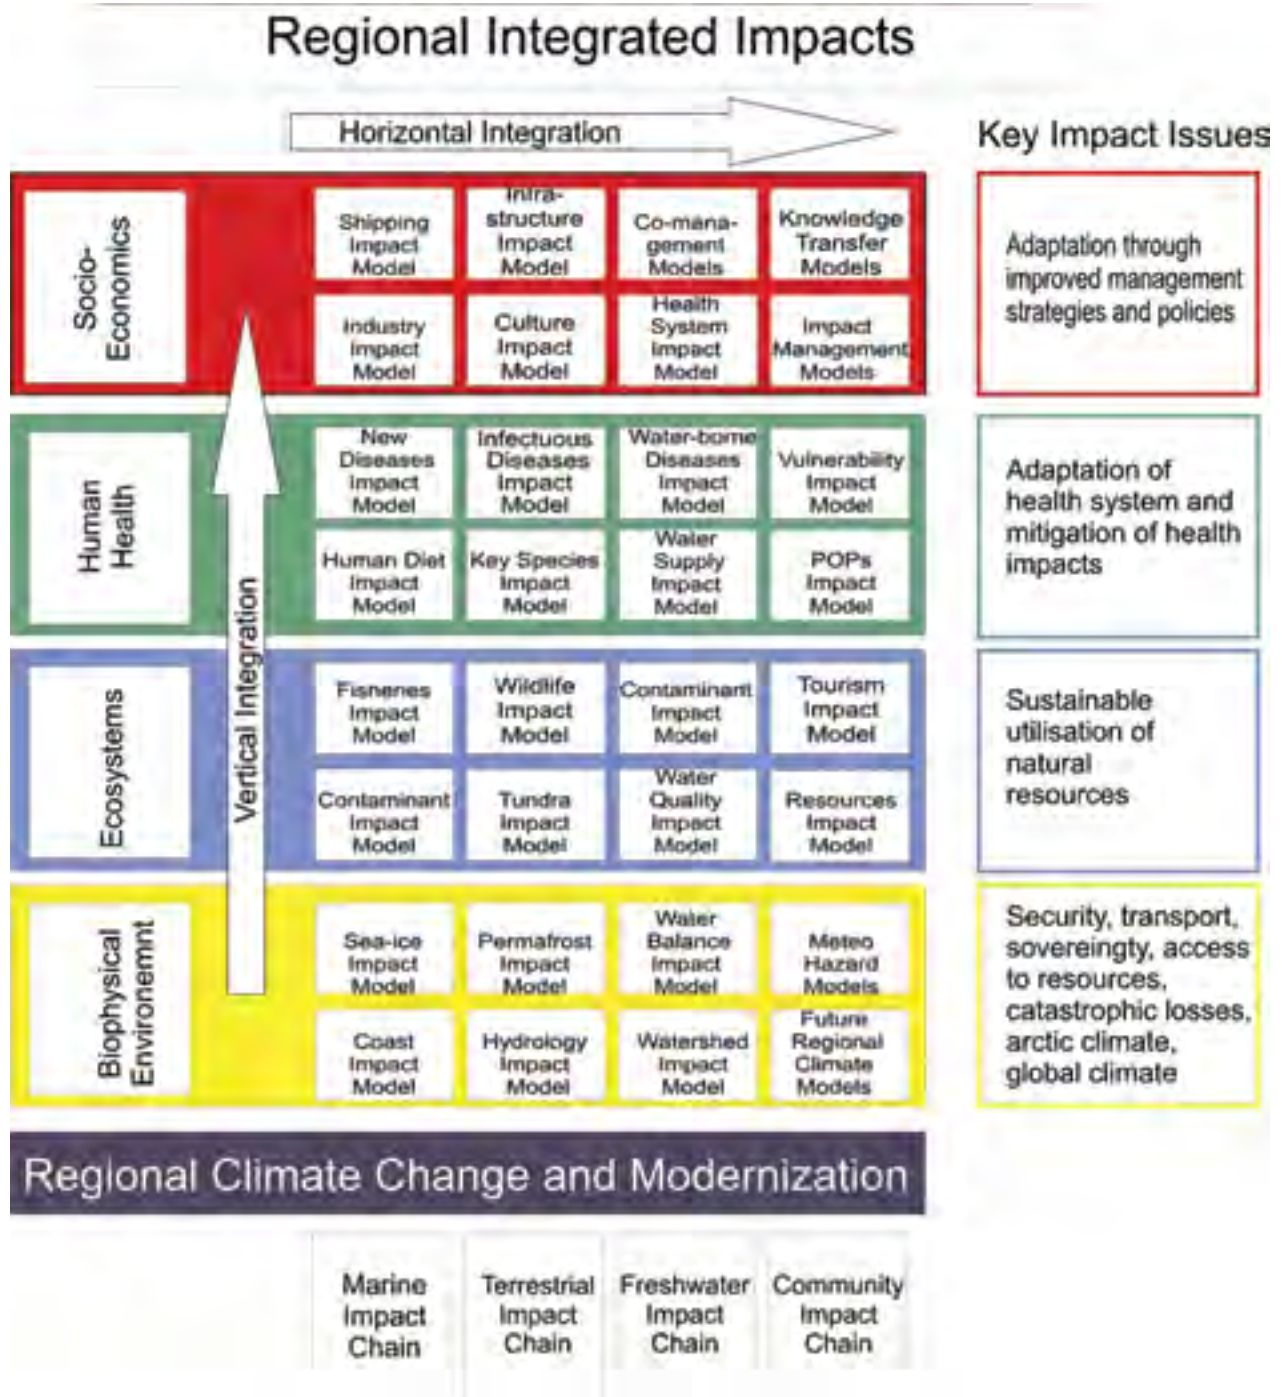 Regional Integrated Impacts
Horizontal Integration
Key Impact Issues
Socio-
Economics
Shipping
Impact
Model
Infra-
structure
Impact
Model
Co-mana-
gement
Models
Knowledge
Transfer
Models
Industry
Impact
Model
Culture
Impact
Model
Health
System
Impact
Model
Impact
Management
Models
Adaptation through
improved management
strategies and policies
Vertical Integration
Human
Health
New
Diseases
Impact
Model
Infectuous
Diseases
Impact
Model
Water-borne
Diseases
Impact
Model
Vulnerability
Impact
Model
Human Diet
Impact
Model
Key Species
Impact
Model
Water
Supply
Impact
Model
POPs
Impact
Model
Adaptation of
health system and
mitigation of health
impacts
Ecosystems
Fisheries
Impact
Model
Wildlife
Impact
Model
Contaminant
Impact
Model
Tourism
Impact
Model
Contaminant
Impact
Model
Tundra
Impact
Model
Water
Quality
Impact
Model
Resources
Impact
Model
Sustainable
utilisation of
natural
resources
Biophysical
Environemnt
Sea-ice
Impact
Model
Permafrost
Impact
Model
Water
Balance
Impact
Model
Meteo
Hazard
Models
Coast
Impact
Model
Hydrology
Impact
Model
Watershed
Impact
Model
Future
Regional
Climate
Models
Security, transport,
sovereingty, access
to resources,
catastrophic losses,
arctic climate,
global climate
Regional Climate Change and Modernization
Marine
Impact
Chain
Terrestrial
Impact
Chain
Freshwater
Impact
Chain
Community
Impact
Chain